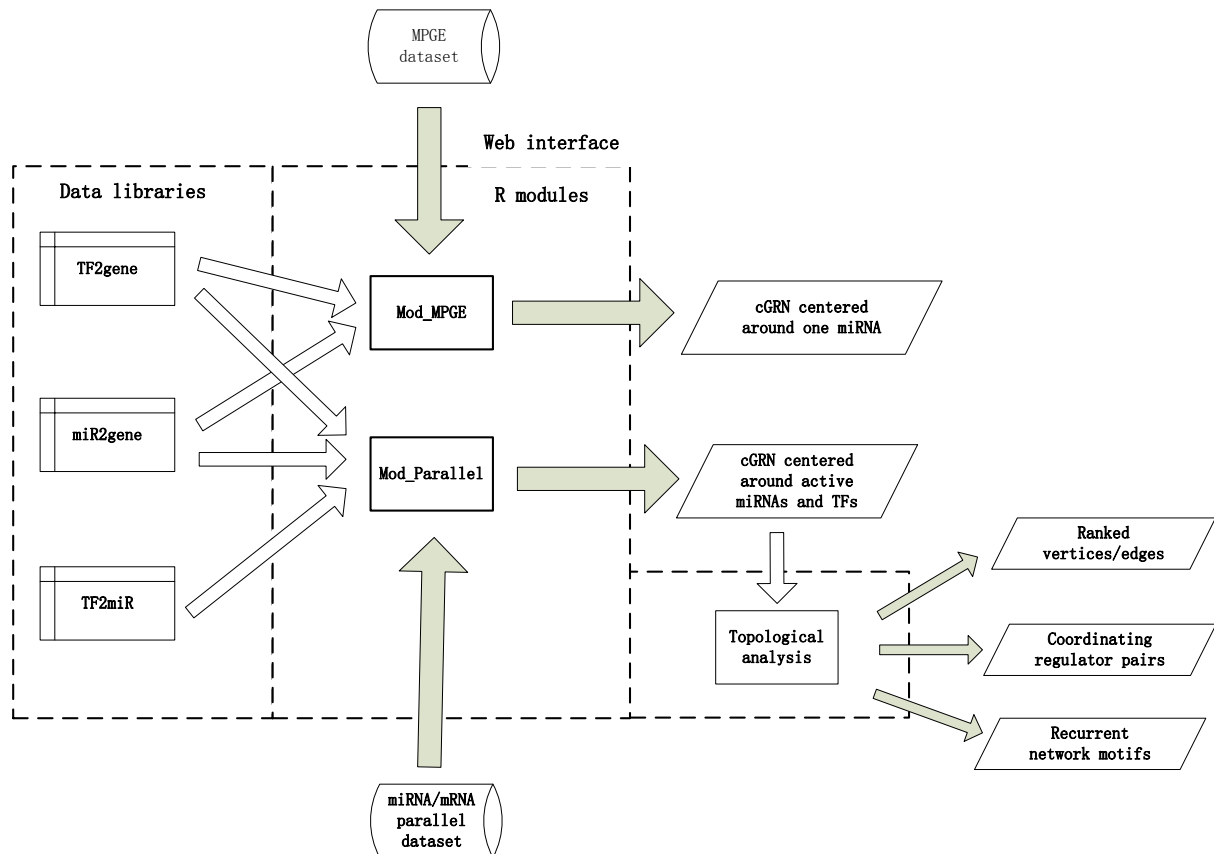 MPGE
dataset
Web interface
Data libraries
R modules
TF2gene
Mod_MPGE
cGRN centered
around one miRNA
miR2gene
Mod_Parallel
cGRN centered
around active
miRNAs and TFs
Ranked
vertices/edges
TF2miR
Topological
analysis
Coordinating
regulator pairs
Recurrent
network motifs
miRNA/mRNA
parallel
dataset